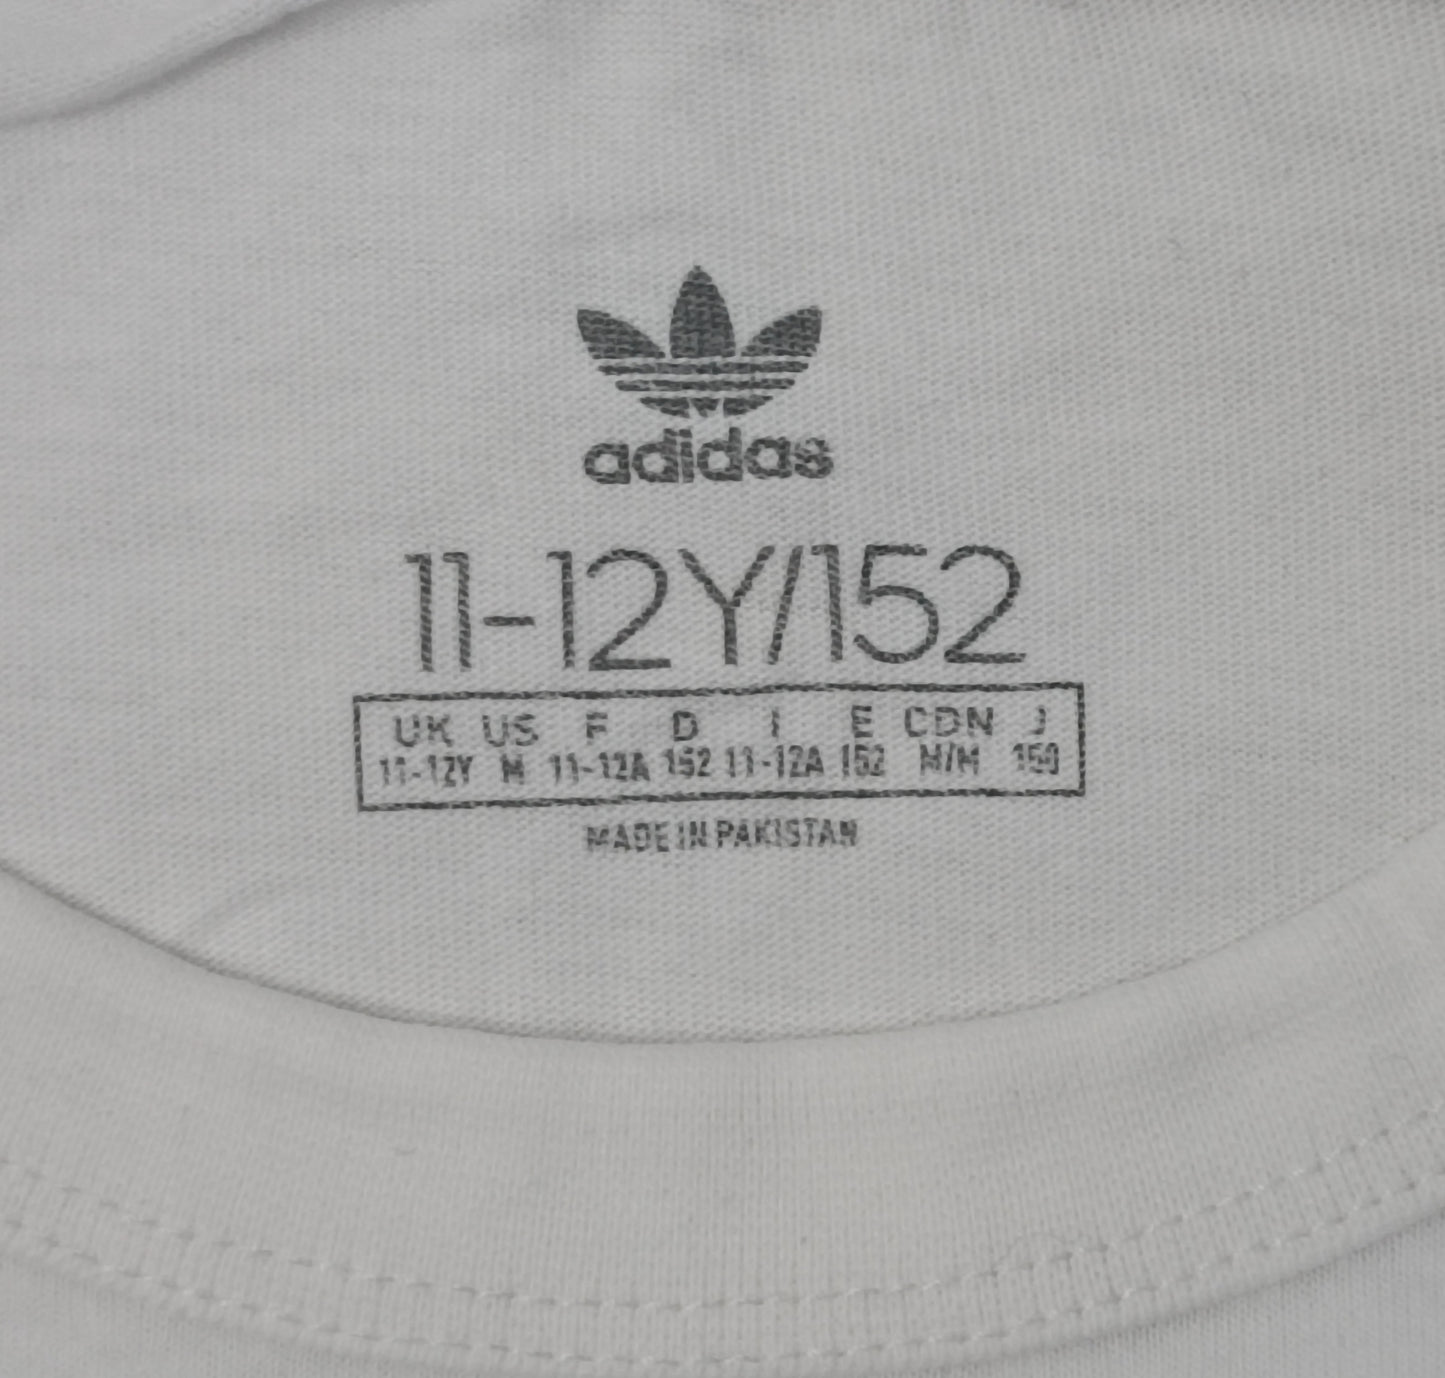 adidas
11-12Y/152
UK US F D I E CDN J
11-12Y M 11-12A 152 11-12A 152 M/M 150
MADE IN PAKISTAN